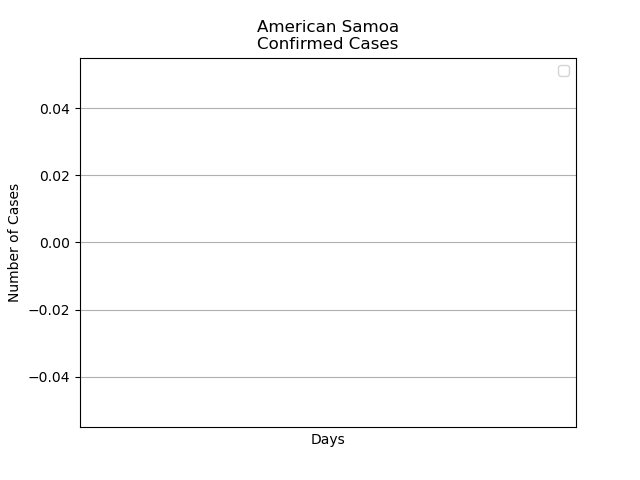 American Samoa
Confirmed Cases
0.04
0.02
0.00
−0.02
−0.04
Number of Cases
Days